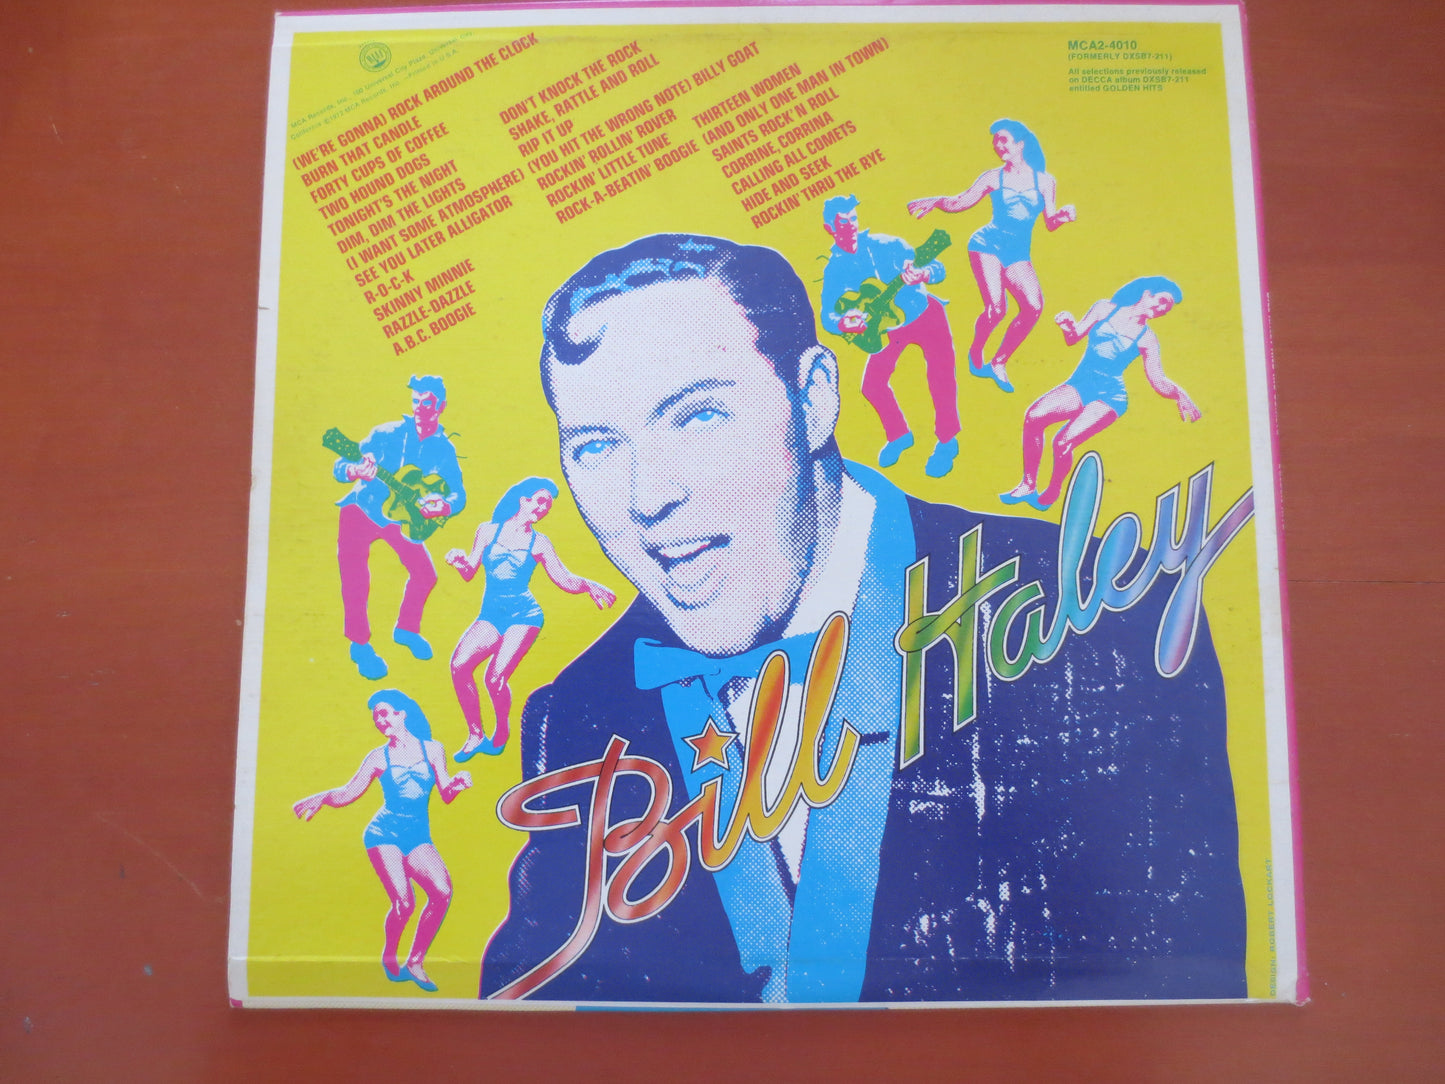 MCA Records, Inc., 100 Universal City Plaza, Universal City,
California ©1972 MCA Records, Inc.—Printed in U.S.A.
(WE'RE GONNA) ROCK AROUND THE CLOCK
BURN THAT CANDLE
FORTY CUPS OF COFFEE
TWO HOUND DOGS
TONIGHT'S THE NIGHT
DIM, DIM THE LIGHTS
(I WANT SOME ATMOSPHERE)
SEE YOU LATER ALLIGATOR
R-O-C-K
SKINNY MINNIE
RAZZLE-DAZZLE
A.B.C. BOOGIE
DON'T KNOCK THE ROCK
SHAKE, RATTLE AND ROLL
RIP IT UP
(YOU HIT THE WRONG NOTE) BILLY GOAT
ROCKIN' ROLLIN' ROVER
ROCKIN' LITTLE TUNE
ROCK-A-BEATIN' BOOGIE
THIRTEEN WOMEN
(AND ONLY ONE MAN IN TOWN)
SAINTS ROCK'N ROLL
CORRINE, CORRINA
CALLING ALL COMETS
HIDE AND SEEK
ROCKIN' THRU THE RYE
MCA2-4010
(FORMERLY DXSB7-211)
All selections previously released
on DECCA album DXSB7-211
entitled GOLDEN HITS
Bill Haley
DESIGN: ROBERT LOCKART